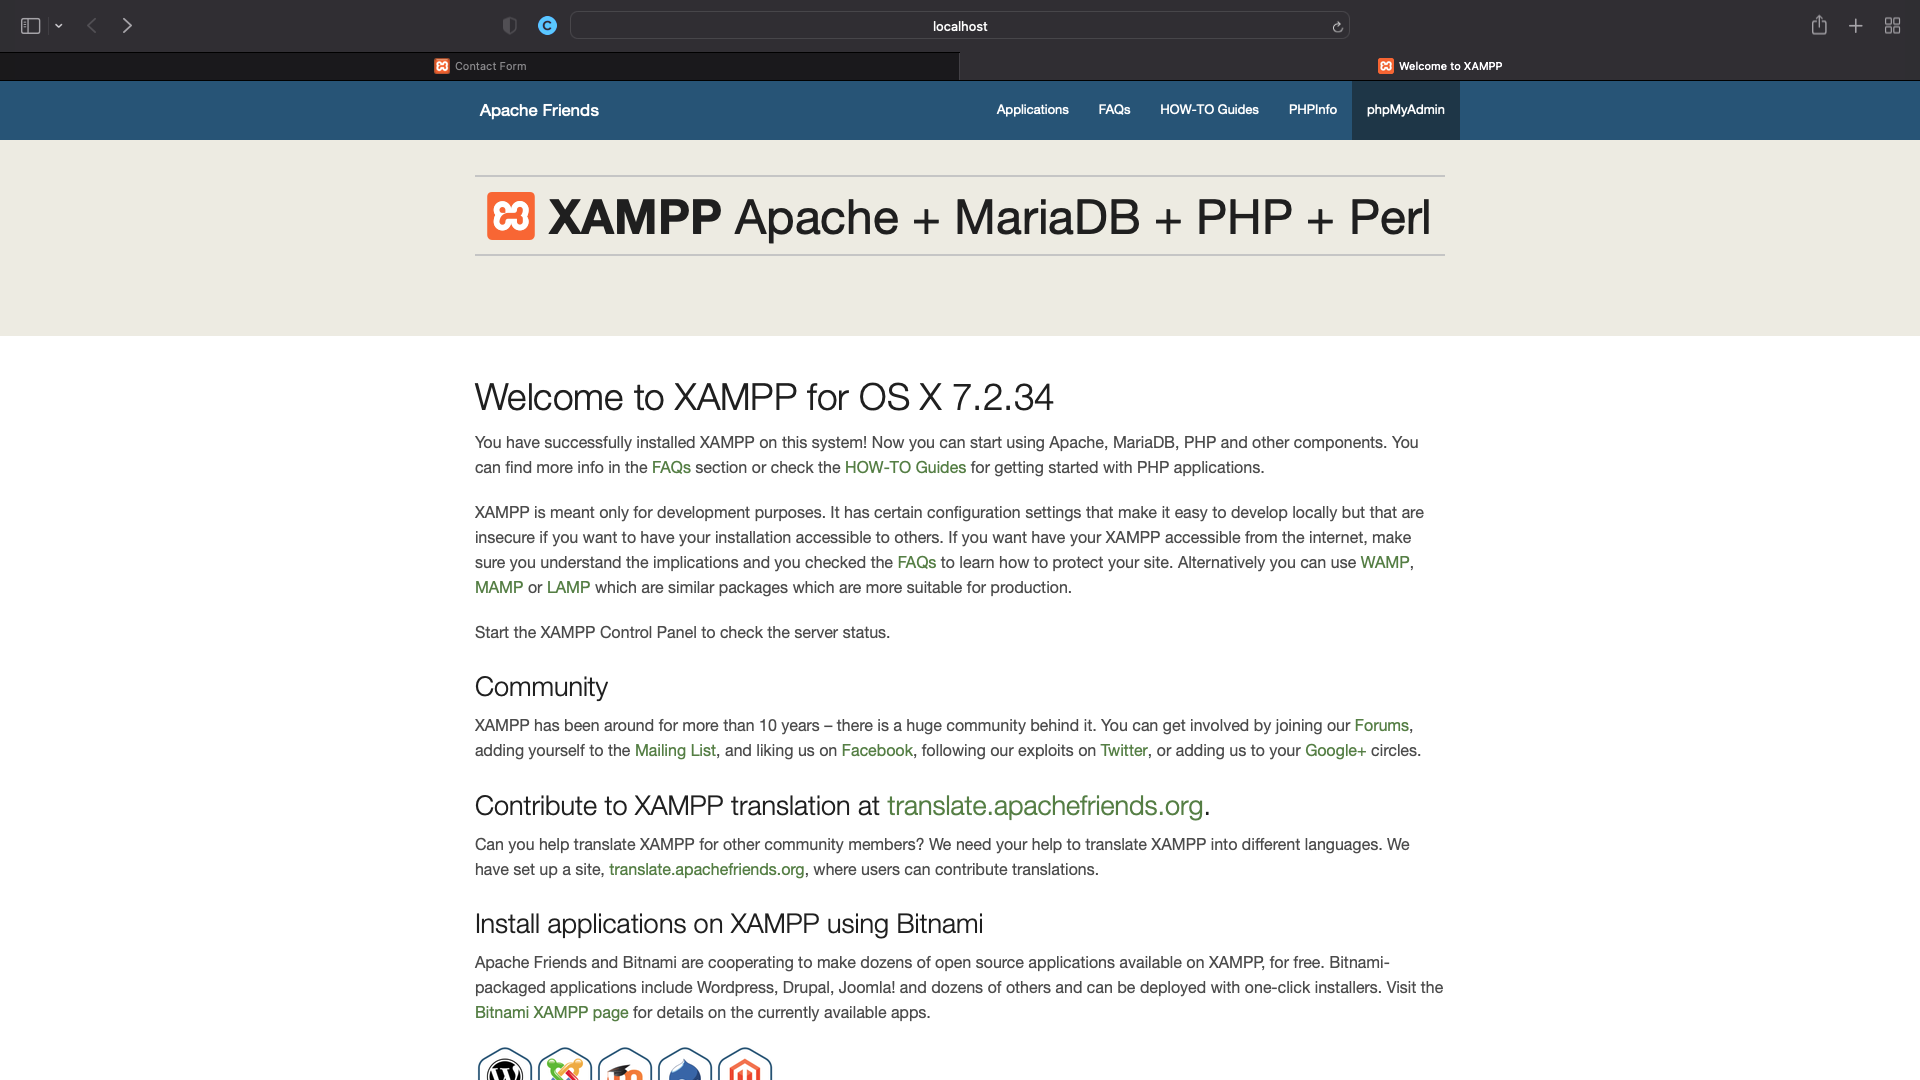 localhost
Contact Form
Welcome to XAMPP
Apache Friends
Applications
FAQs
HOW-TO Guides
PHPInfo
phpMyAdmin
XAMPP Apache + MariaDB + PHP + Perl
Welcome to XAMPP for OS X 7.2.34
You have successfully installed XAMPP on this system! Now you can start using Apache, MariaDB, PHP and other components. You
can find more info in the FAQs section or check the HOW-TO Guides for getting started with PHP applications.
XAMPP is meant only for development purposes. It has certain configuration settings that make it easy to develop locally but that are
insecure if you want to have your installation accessible to others. If you want have your XAMPP accessible from the internet, make
sure you understand the implications and you checked the FAQs to learn how to protect your site. Alternatively you can use WAMP,
MAMP or LAMP which are similar packages which are more suitable for production.
Start the XAMPP Control Panel to check the server status.
Community
XAMPP has been around for more than 10 years – there is a huge community behind it. You can get involved by joining our Forums,
adding yourself to the Mailing List, and liking us on Facebook, following our exploits on Twitter, or adding us to your Google+ circles.
Contribute to XAMPP translation at translate.apachefriends.org.
Can you help translate XAMPP for other community members? We need your help to translate XAMPP into different languages. We
have set up a site, translate.apachefriends.org, where users can contribute translations.
Install applications on XAMPP using Bitnami
Apache Friends and Bitnami are cooperating to make dozens of open source applications available on XAMPP, for free. Bitnami-
packaged applications include Wordpress, Drupal, Joomla! and dozens of others and can be deployed with one-click installers. Visit the
Bitnami XAMPP page for details on the currently available apps.